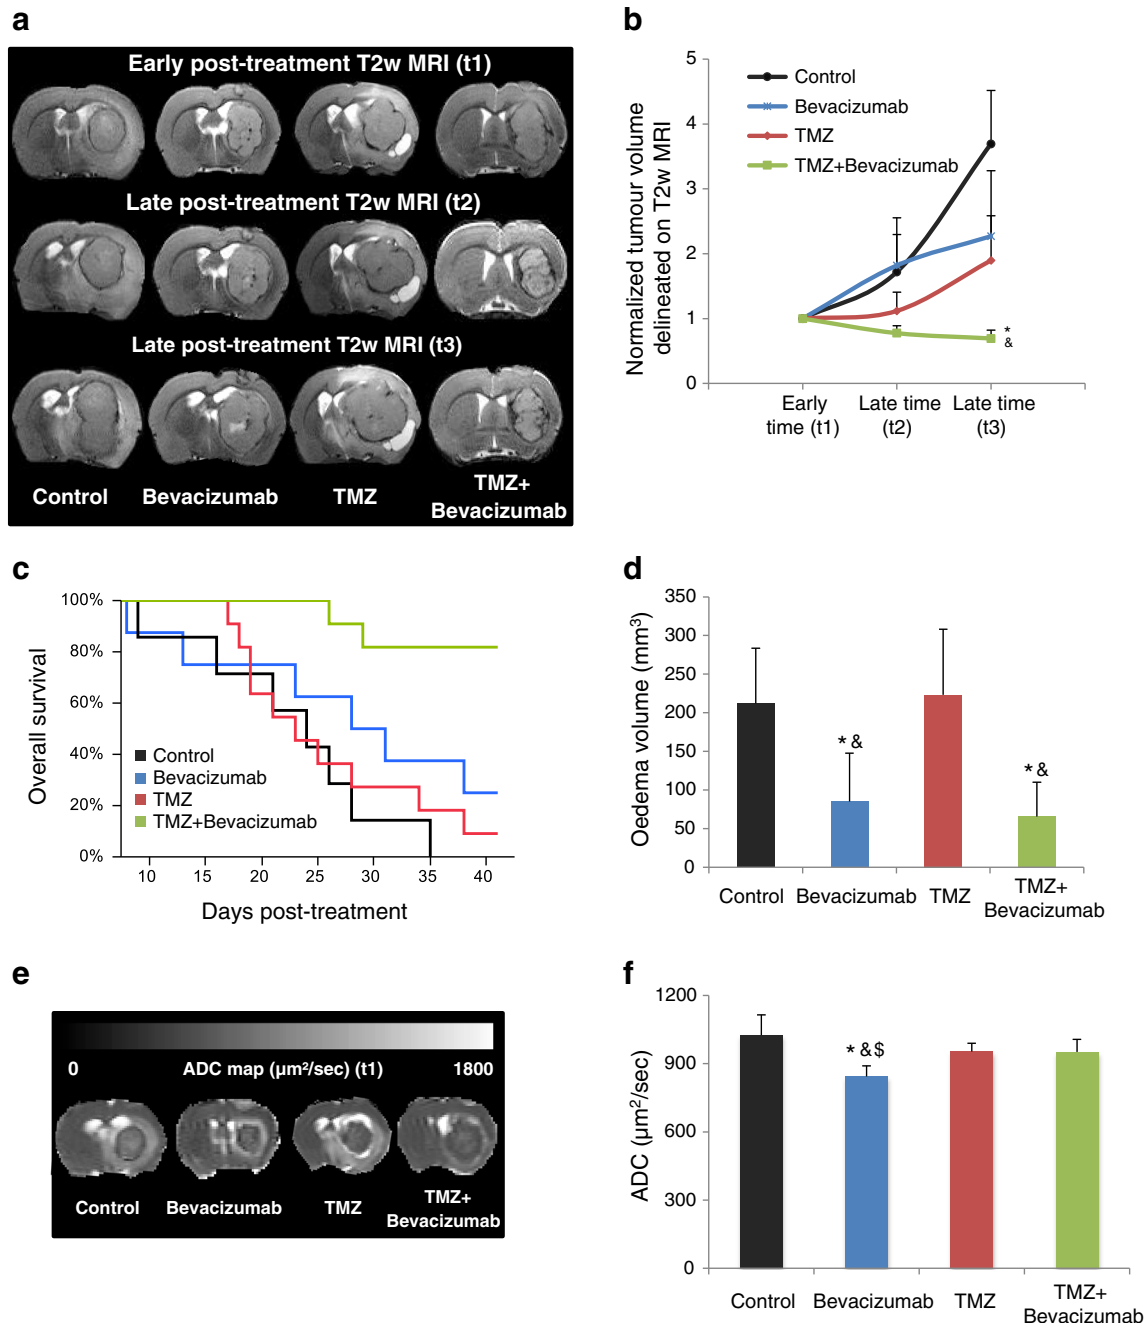 a
Early post-treatment T2w MRI (t1)
Late post-treatment T2w MRI (t2)
Late post-treatment T2w MRI (t3)
Control
Bevacizumab
TMZ
TMZ+
Bevacizumab
b
Normalized tumour volume
delineated on T2w MRI
5
4
3
2
1
0
Control
Bevacizumab
TMZ
TMZ+Bevacizumab
*
&
Early
time (t1)
Late time
(t2)
Late time
(t3)
c
Overall survival
100%
80%
60%
40%
20%
0%
Control
Bevacizumab
TMZ
TMZ+Bevacizumab
10 15 20 25 30 35 40
Days post-treatment
d
Oedema volume (mm³)
350
300
250
200
150
100
50
0
* &
* &
Control
Bevacizumab
TMZ
TMZ+
Bevacizumab
e
0 ADC map (µm²/sec) (t1) 1800
Control
Bevacizumab
TMZ
TMZ+
Bevacizumab
f
ADC (µm²/sec)
1200
900
600
300
0
* &$
Control
Bevacizumab
TMZ
TMZ+
Bevacizumab